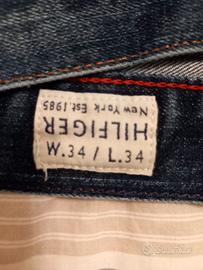 HILFIGER
New York Est. 1985
W.34 / L.34